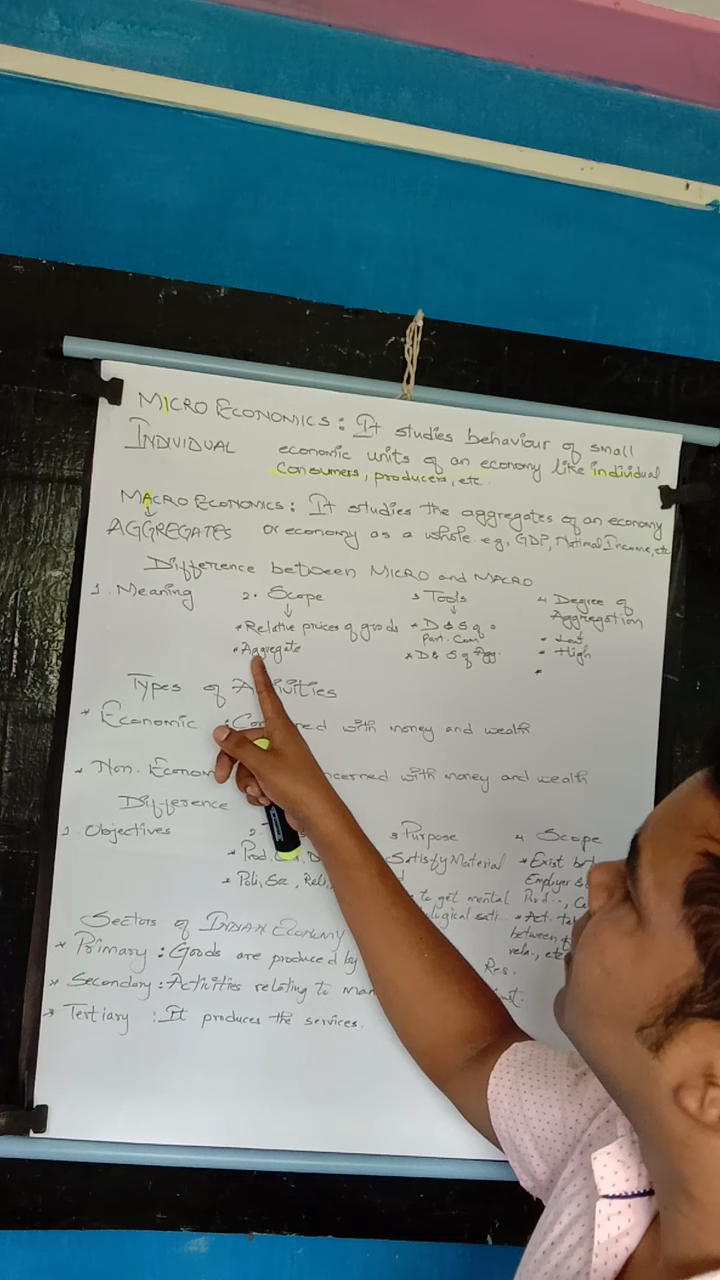 MICRO ECONOMICS: It studies behaviour of small
INDIVIDUAL economic units of an economy like individual
Consumers, producers, etc.
MACRO ECONOMICS: It studies the aggregates of an economy
AGGREGATES or economy as a whole eg, GDP, National Income, etc
Difference between MICRO and MACRO
1. Meaning 2. Scope 3 Tools 4 Degree of
Aggregation
* Relative prices of goods * D & S of
Part. Com * Low
* Aggregate * D & S of Agg. * High
Types of
* Economic : with money and wealth
* Non. Econom ncerned with money and wealth
Difference
1. Objectives 2. 3 Purpose 4. Scope
* Prod. Satisfy Material * Exist bet
* Poli, Soc, Reli, Employer &
to get mental Prod..,
logical sati.. * Act.
between
rela., etc
Sectors of INDIAN ECONOMY
* Primary : Goods are produced by Res.
* Secondary : Activities relating to Man
* Tertiary : It produces the services.